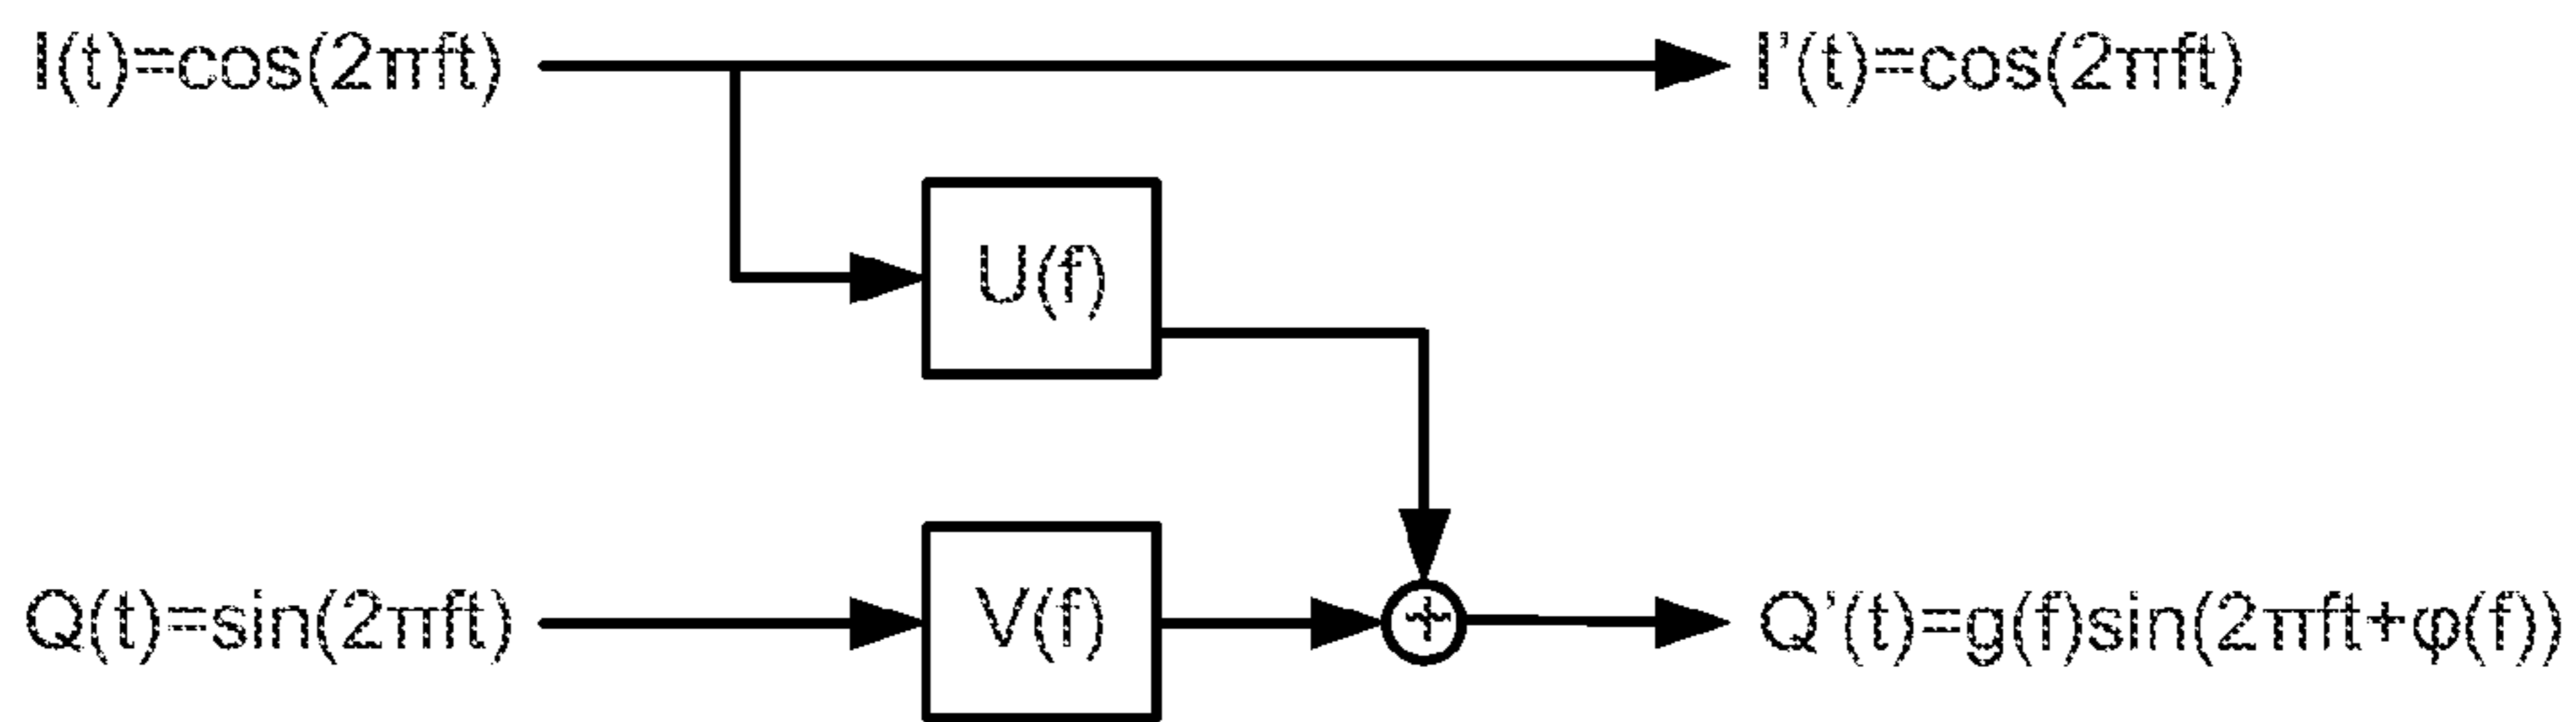 I(t)=cos(2πft)
I'(t)=cos(2πft)
U(f)
Q(t)=sin(2πft)
V(f)
+
Q'(t)=g(f)sin(2πft+φ(f))